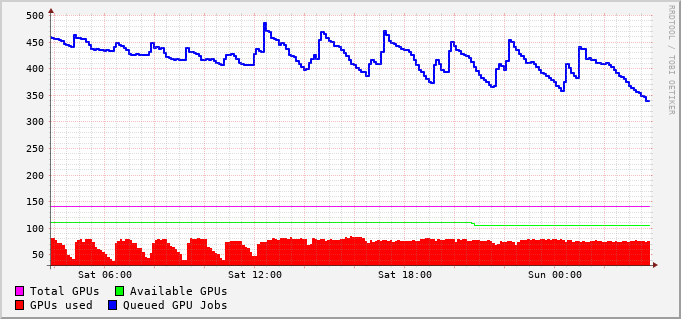 500
450
400
350
300
250
200
150
100
50
Sat 06:00 Sat 12:00 Sat 18:00 Sun 00:00
Total GPUs Available GPUs
GPUs used Queued GPU Jobs
RRDTOOL / TOBI OETIKER